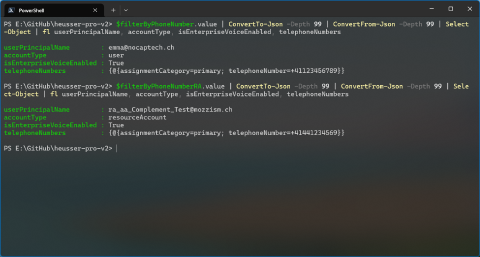 PowerShell
PS E:\GitHub\heusser-pro-v2> $filterByPhoneNumber.value | ConvertTo-Json -Depth 99 | ConvertFrom-Json -Depth 99 | Select
-Object | fl userPrincipalName, accountType, isEnterpriseVoiceEnabled, telephoneNumbers
userPrincipalName : emma@nocaptech.ch
accountType : user
isEnterpriseVoiceEnabled : True
telephoneNumbers : {@{assignmentCategory=primary; telephoneNumber=+41123456789}}
PS E:\GitHub\heusser-pro-v2> $filterByPhoneNumberRA.value | ConvertTo-Json -Depth 99 | ConvertFrom-Json -Depth 99 | Sele
ct-Object | fl userPrincipalName, accountType, isEnterpriseVoiceEnabled, telephoneNumbers
userPrincipalName : ra_aa_Complement_Test@mozzism.ch
accountType : resourceAccount
isEnterpriseVoiceEnabled : True
telephoneNumbers : {@{assignmentCategory=primary; telephoneNumber=+41441234569}}
PS E:\GitHub\heusser-pro-v2>